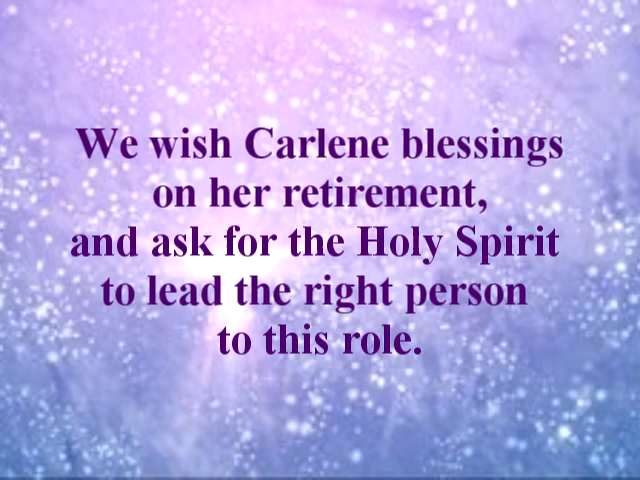 We wish Carlene blessings
on her retirement,
and ask for the Holy Spirit
to lead the right person
to this role.